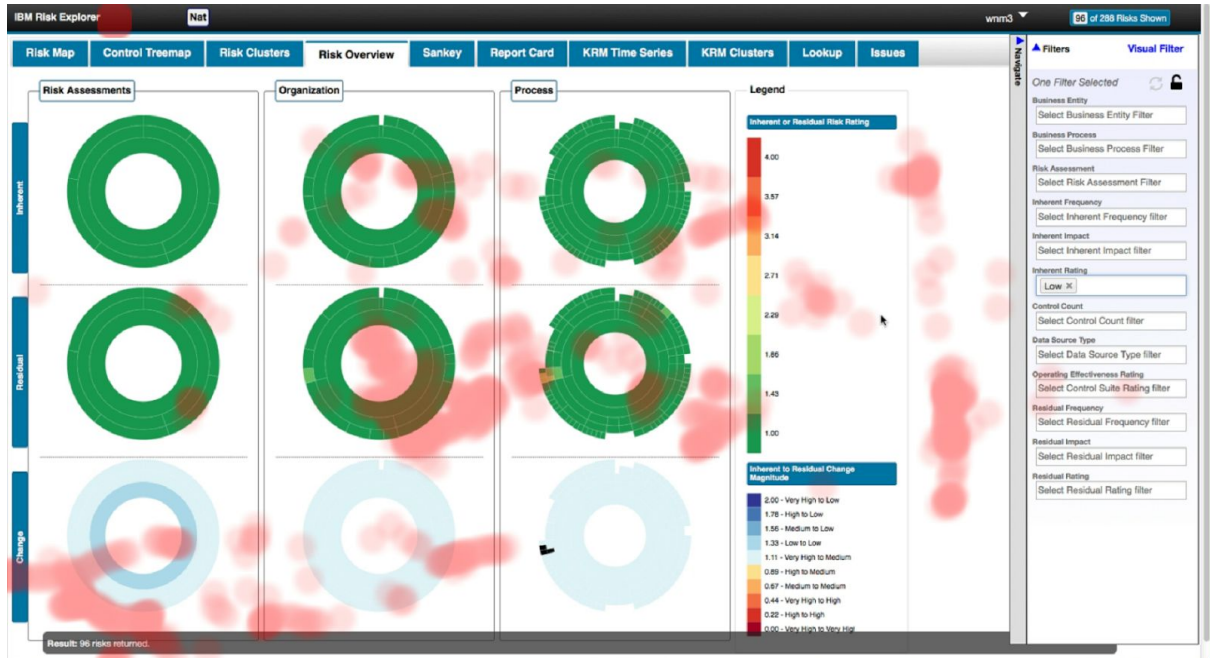 IBM Risk Explorer
Nat
wnm3
96 of 288 Risks Shown
Risk Map
Control Treemap
Risk Clusters
Risk Overview
Sankey
Report Card
KRM Time Series
KRM Clusters
Lookup
Issues
Navigate
Filters
Visual Filter
Risk Assessments
Organization
Process
Legend
Inherent
Residual
Change
Inherent or Residual Risk Rating
4.00
3.57
3.14
2.71
2.29
1.86
1.43
1.00
Inherent to Residual Change
Magnitude
2.00 - Very High to Low
1.78 - High to Low
1.56 - Medium to Low
1.33 - Low to Low
1.11 - Very High to Medium
0.89 - High to Medium
0.67 - Medium to Medium
0.44 - Very High to High
0.22 - High to High
0.00 - Very High to Very Higl
One Filter Selected
Business Entity
Select Business Entity Filter
Business Process
Select Business Process Filter
Risk Assessment
Select Risk Assessment Filter
Inherent Frequency
Select Inherent Frequency filter
Inherent Impact
Select Inherent Impact filter
Inherent Rating
Low ×
Control Count
Select Control Count filter
Data Source Type
Select Data Source Type filter
Operating Effectiveness Rating
Select Control Suite Rating filter
Residual Frequency
Select Residual Frequency filter
Residual Impact
Select Residual Impact filter
Residual Rating
Select Residual Rating filter
Result: 96 risks returned.